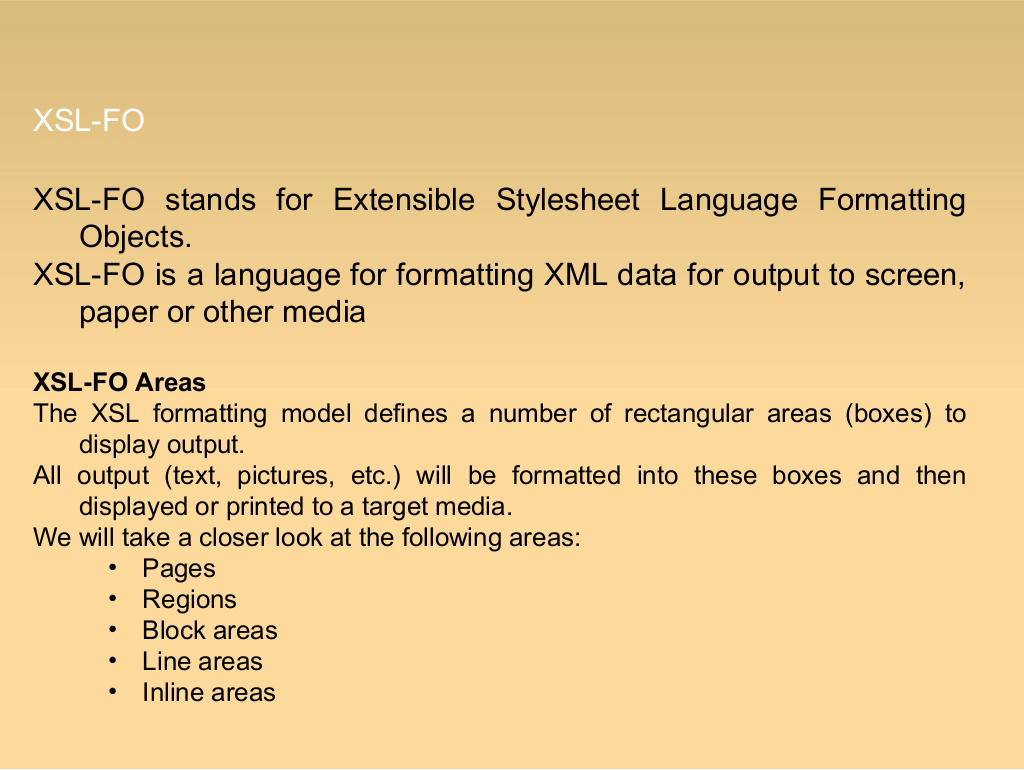 XSL-FO
XSL-FO stands for Extensible Stylesheet Language Formatting
Objects.
XSL-FO is a language for formatting XML data for output to screen,
paper or other media
XSL-FO Areas
The XSL formatting model defines a number of rectangular areas (boxes) to
display output.
All output (text, pictures, etc.) will be formatted into these boxes and then
displayed or printed to a target media.
We will take a closer look at the following areas:
• Pages
• Regions
• Block areas
• Line areas
• Inline areas